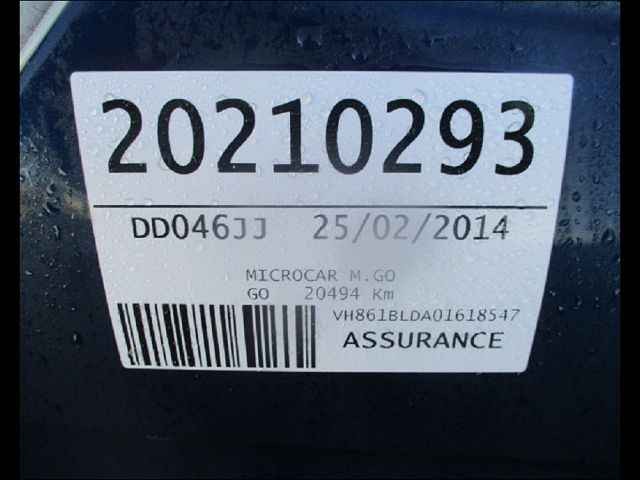 20210293
DD046JJ 25/02/2014
MICROCAR M.GO
GO 20494 Km
VH861BLDA01618547
ASSURANCE